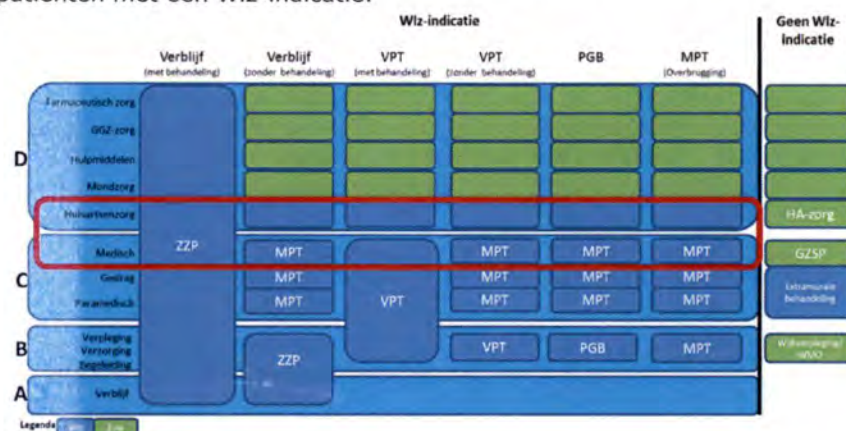 patiënten met een Wlz-indicatie.
Wlz-indicatie
Geen Wlz-
indicatie
Verblijf
(met behandeling)
Verblijf
(zonder behandeling)
VPT
(met behandeling)
VPT
(zonder behandeling)
PGB
MPT
(Overbrugging)
D
Farmaceutisch zorg
GGZ-zorg
Hulpmiddelen
Mondzorg
Huisartsenzorg
HA-zorg
C
Medisch
ZZP
MPT
MPT
MPT
MPT
GZSP
Gedrag
MPT
VPT
MPT
MPT
MPT
Extramurale
behandeling
Paramedisch
MPT
MPT
MPT
MPT
B
Verpleging
Verzorging
Begeleiding
ZZP
VPT
PGB
MPT
A
Verblijf
Legenda